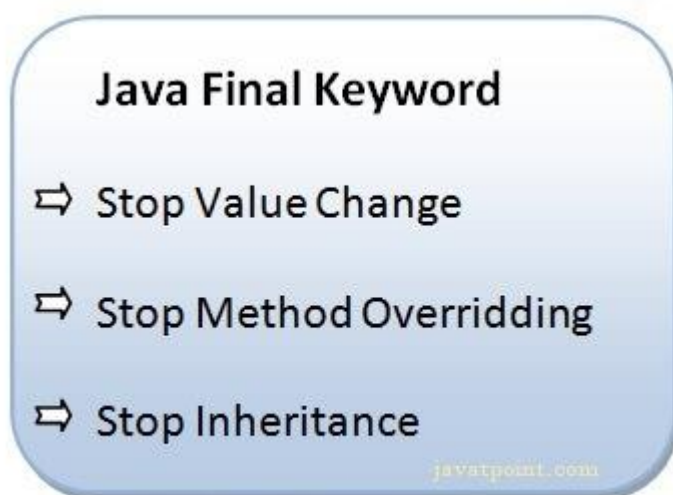 Java Final Keyword
Stop Value Change
Stop Method Overridding
Stop Inheritance
javatpoint.com